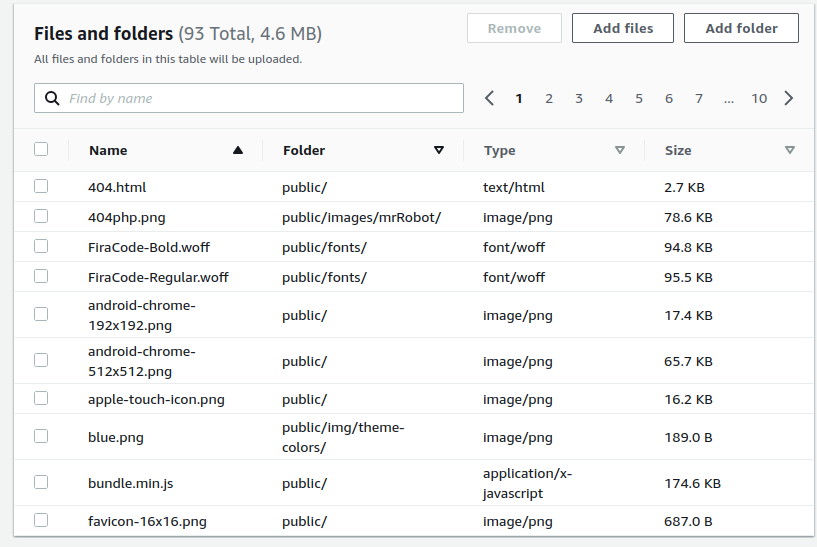 Files and folders (93 Total, 4.6 MB)
Remove Add files Add folder
All files and folders in this table will be uploaded.
Find by name
1 2 3 4 5 6 7 ... 10
Name Folder Type Size
404.html public/ text/html 2.7 KB
404php.png public/images/mrRobot/ image/png 78.6 KB
FiraCode-Bold.woff public/fonts/ font/woff 94.8 KB
FiraCode-Regular.woff public/fonts/ font/woff 95.5 KB
android-chrome-
192x192.png public/ image/png 17.4 KB
android-chrome-
512x512.png public/ image/png 65.7 KB
apple-touch-icon.png public/ image/png 16.2 KB
blue.png public/img/theme-
colors/ image/png 189.0 B
bundle.min.js public/ application/x-
javascript 174.6 KB
favicon-16x16.png public/ image/png 687.0 B